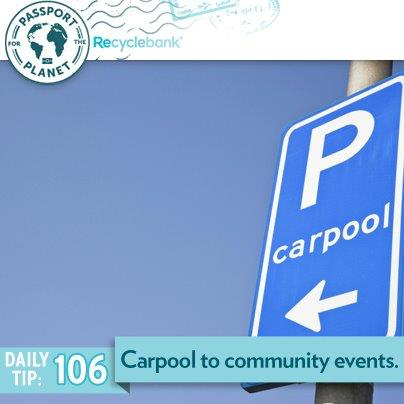 PASSPORT
FOR THE
PLANET
Recyclebank
P
carpool
DAILY
TIP: 106
Carpool to community events.